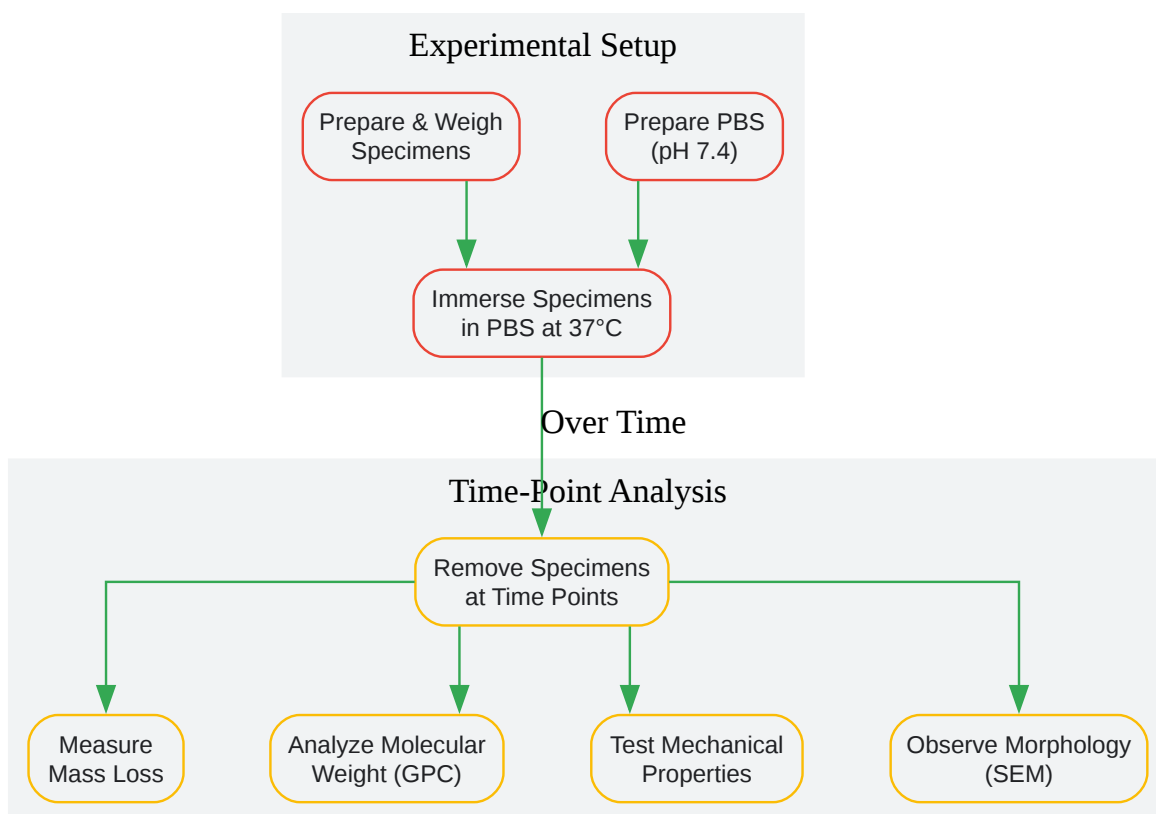 Experimental Setup
Prepare & Weigh
Specimens
Prepare PBS
(pH 7.4)
Immerse Specimens
in PBS at 37°C
Over Time
Time-Point Analysis
Remove Specimens
at Time Points
Measure
Mass Loss
Analyze Molecular
Weight (GPC)
Test Mechanical
Properties
Observe Morphology
(SEM)